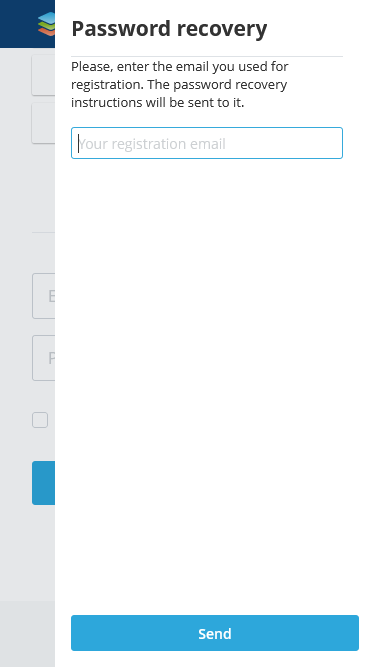 Password recovery
Please, enter the email you used for
registration. The password recovery
instructions will be sent to it.
Your registration email
E
P
Send